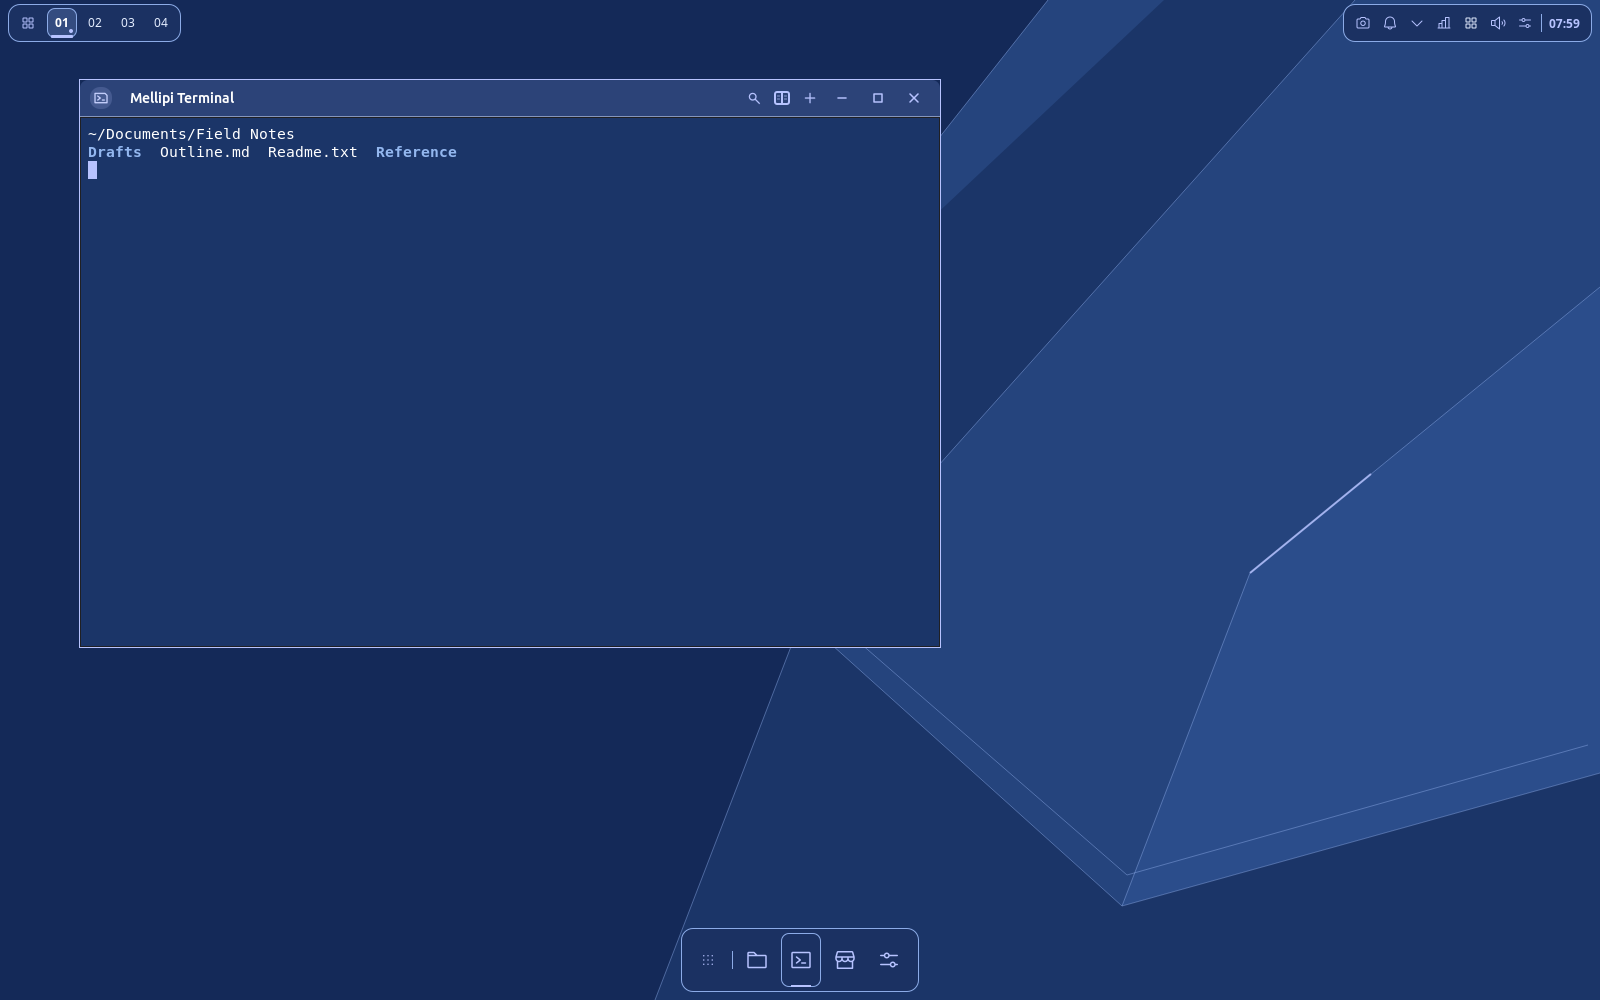 01 02 03 04
07:59
Mellipi Terminal
~/Documents/Field Notes
Drafts  Outline.md  Readme.txt  Reference